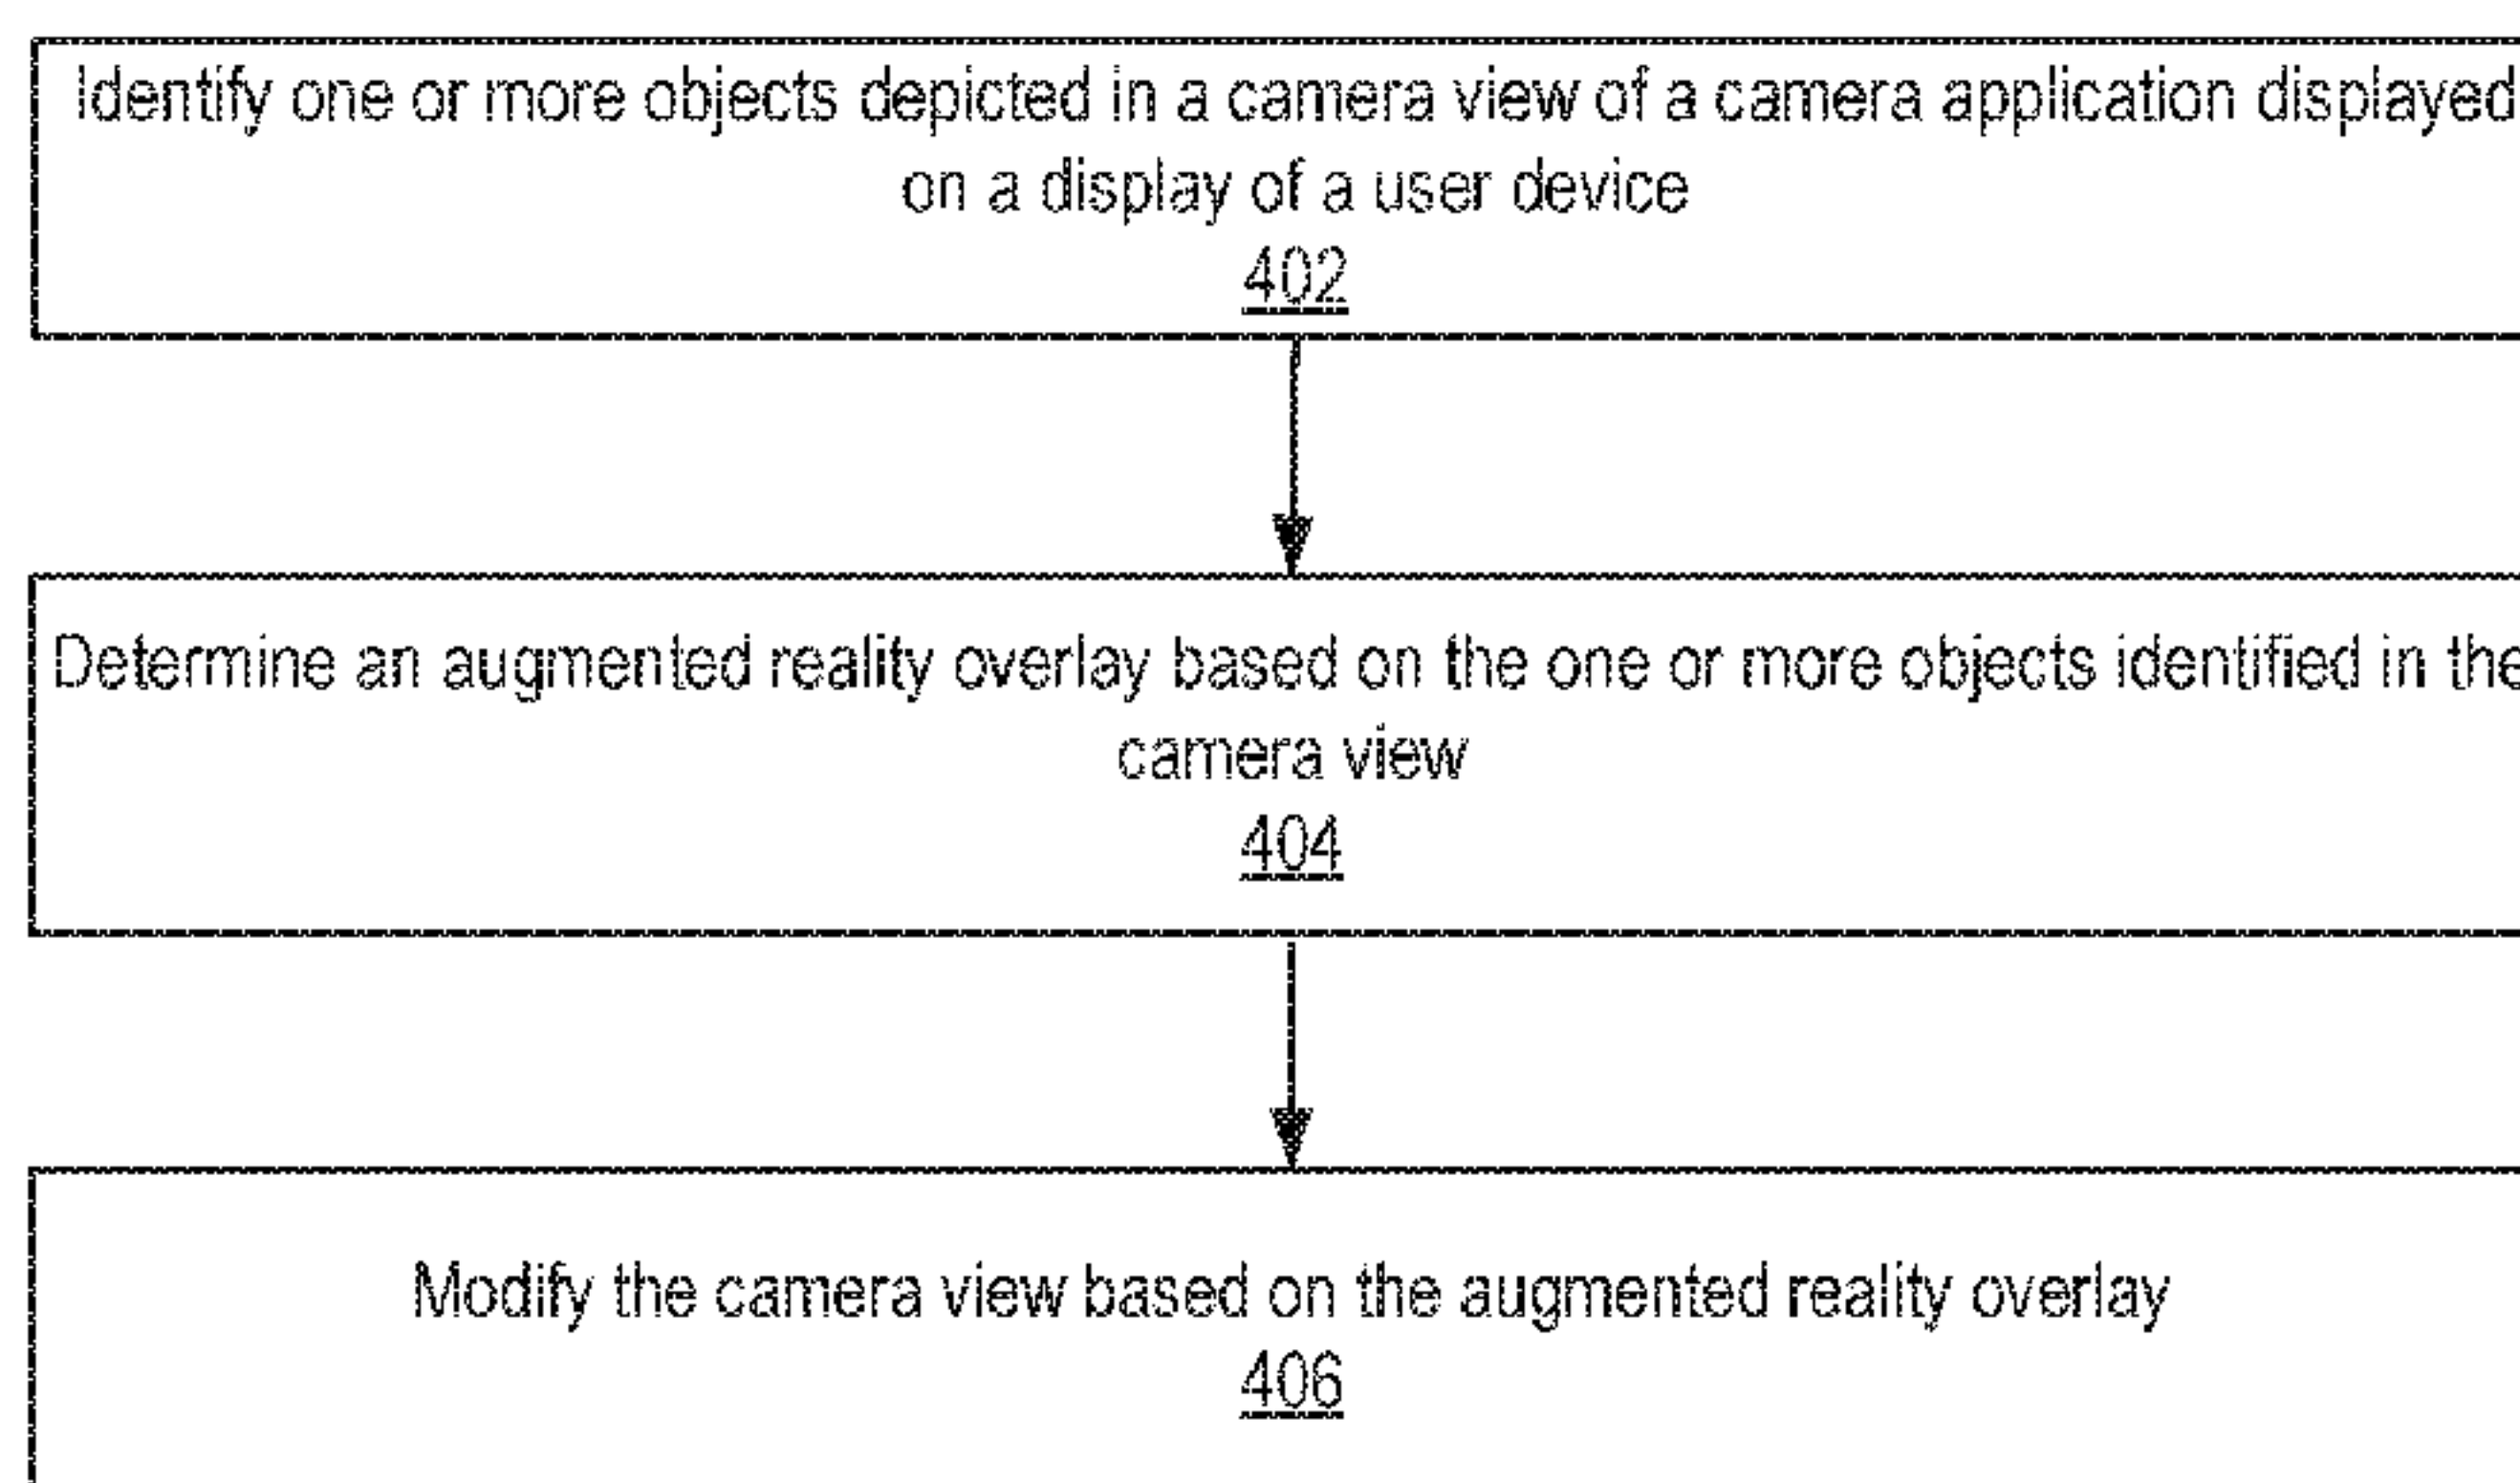 Identify one or more objects depicted in a camera view of a camera application displayed
on a display of a user device
402
Determine an augmented reality overlay based on the one or more objects identified in the
camera view
404
Modify the camera view based on the augmented reality overlay
406